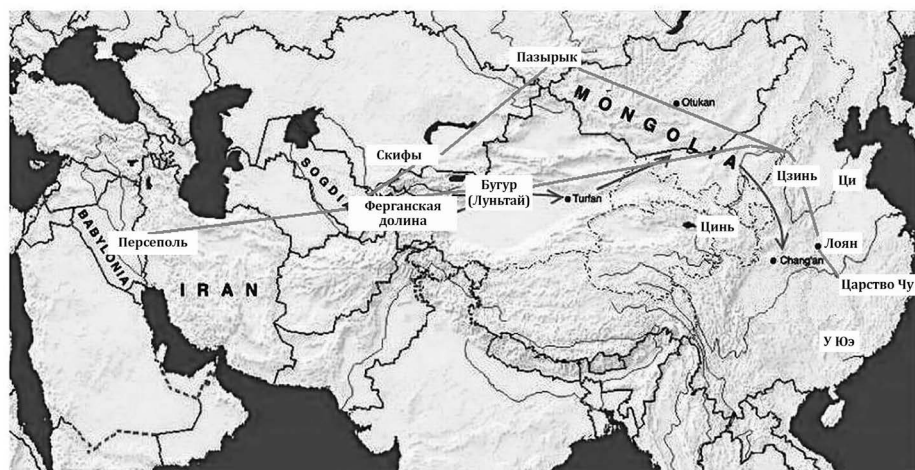 Пазырык
MONGOLIA
Otukan
Скифы
Цзинь
Ци
SOGDIA
Бугур
(Луньтай)
Turfan
Ферганская
долина
Цинь
Персеполь
BABYLONIA
Лоян
Chang'an
IRAN
Царство Чу
У Юэ